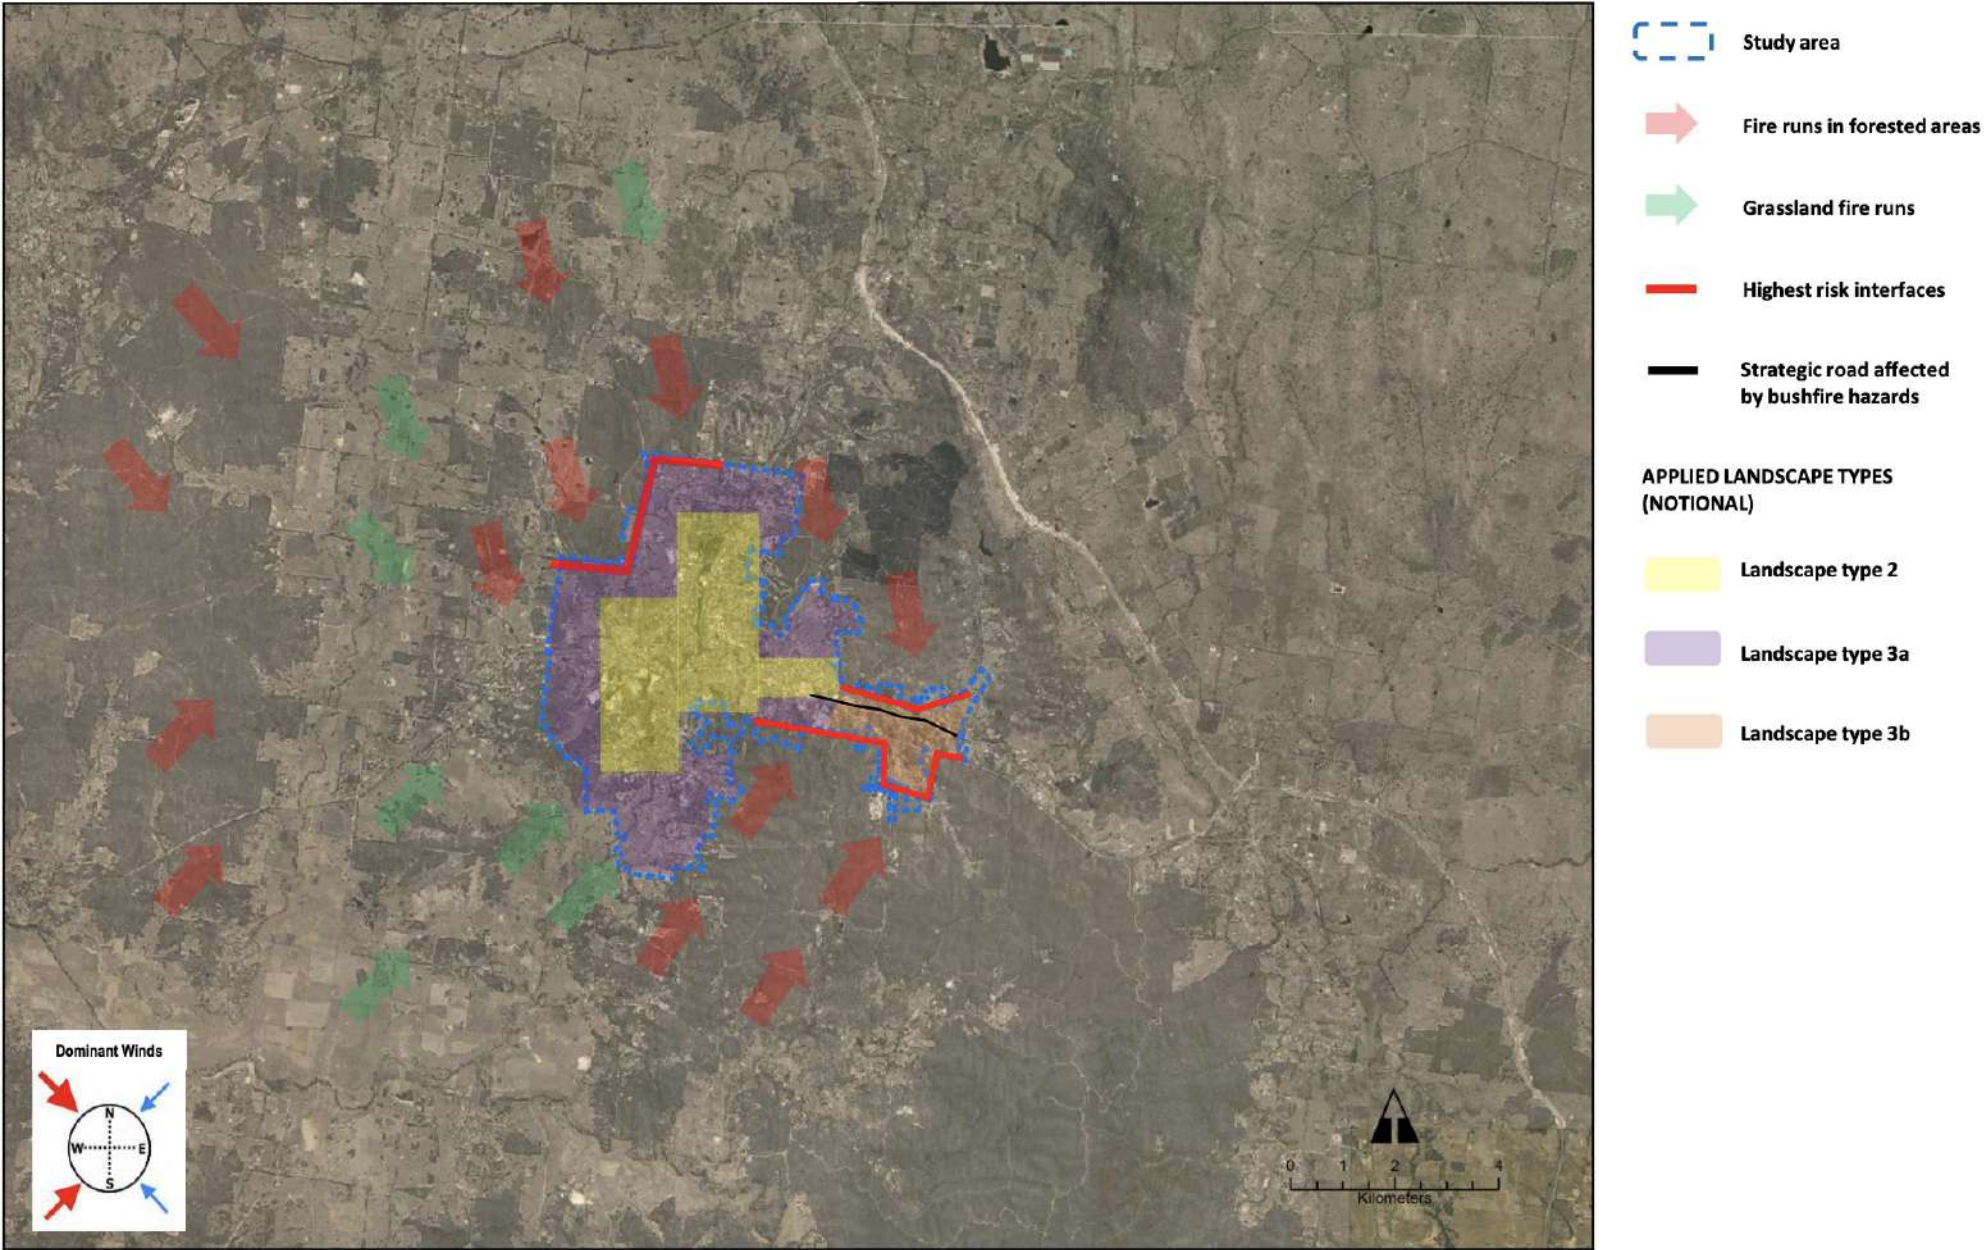 Study area
Fire runs in forested areas
Grassland fire runs
Highest risk interfaces
Strategic road affected
by bushfire hazards
APPLIED LANDSCAPE TYPES
(NOTIONAL)
Landscape type 2
Landscape type 3a
Landscape type 3b
Dominant Winds
N
W
E
S
0 1 2 4
Kilometers